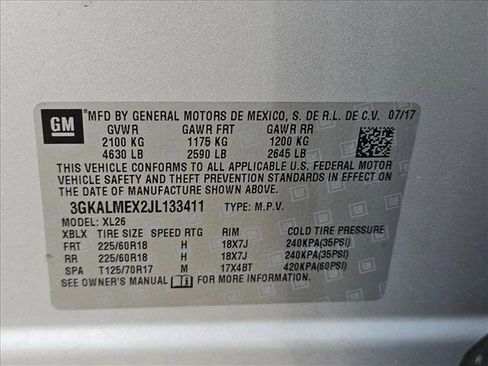 GM MFD BY GENERAL MOTORS DE MEXICO, S. DE R.L. DE C.V. 07/17
GVWR GAWR FRT GAWR RR
2100 KG 1175 KG 1200 KG
4630 LB 2590 LB 2645 LB
THIS VEHICLE CONFORMS TO ALL APPLICABLE U.S. FEDERAL MOTOR
VEHICLE SAFETY AND THEFT PREVENTION STANDARDS IN
EFFECT ON THE DATE OF MANUFACTURE SHOWN ABOVE.
3GKALMEX2JL133411 TYPE: M.P.V.
MODEL: XL26
XBLX TIRE SIZE SPEED RTG RIM COLD TIRE PRESSURE
FRT 225/60R18 H 18X7J 240KPA(35PSI)
RR 225/60R18 H 18X7J 240KPA(35PSI)
SPA T125/70R17 M 17X4BT 420KPA(60PSI)
SEE OWNER'S MANUAL FOR MORE INFORMATION.